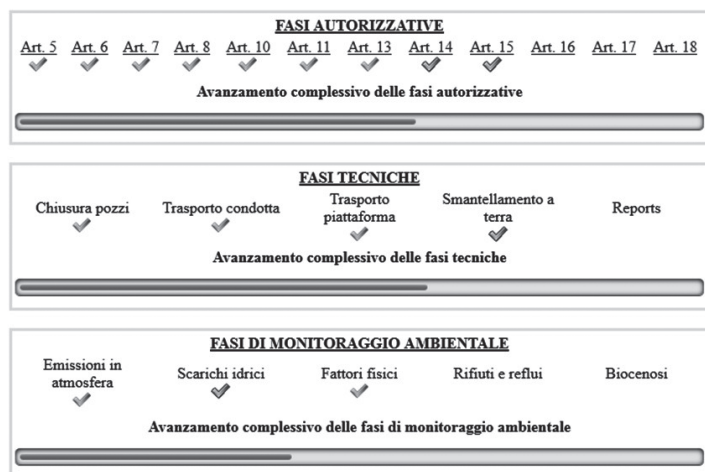 FASI AUTORIZZATIVE
Art. 5 Art. 6 Art. 7 Art. 8 Art. 10 Art. 11 Art. 13 Art. 14 Art. 15 Art. 16 Art. 17 Art. 18
Avanzamento complessivo delle fasi autorizzative
FASI TECNICHE
Chiusura pozzi
Trasporto condotta
Trasporto
piattaforma
Smantellamento a
terra
Reports
Avanzamento complessivo delle fasi tecniche
FASI DI MONITORAGGIO AMBIENTALE
Emissioni in
atmosfera
Scarichi idrici
Fattori fisici
Rifiuti e reflui
Biocenosi
Avanzamento complessivo delle fasi di monitoraggio ambientale